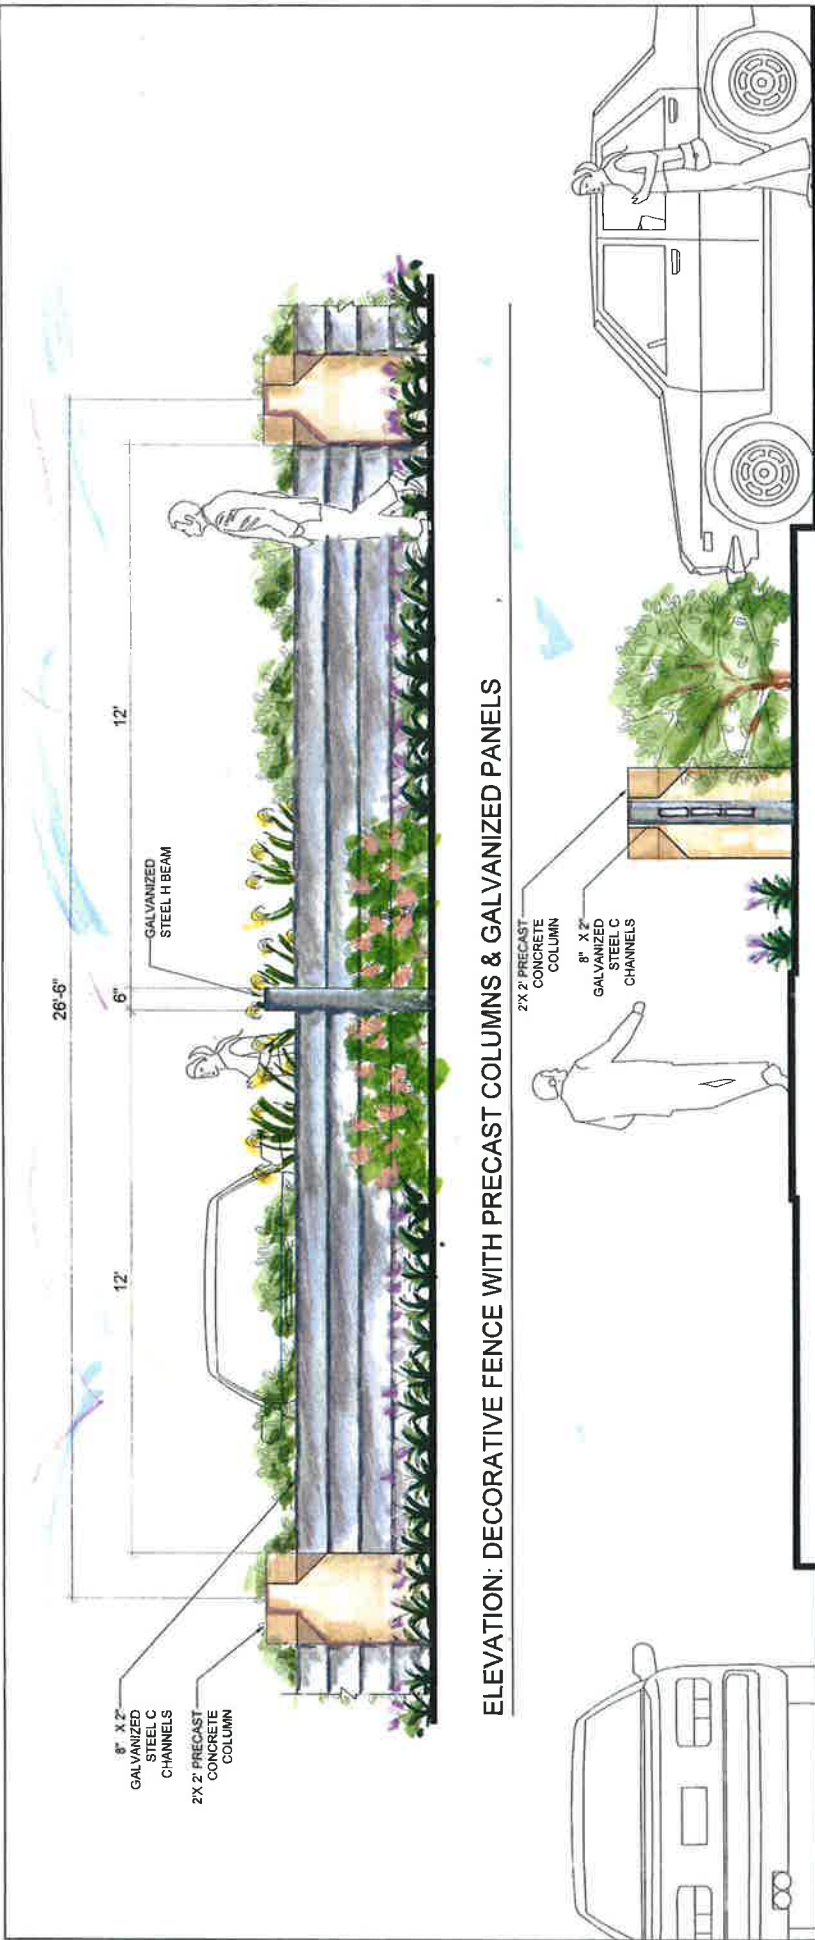 26'-6"
12'
6"
12'
GALVANIZED
STEEL H BEAM
8" X 2"
GALVANIZED
STEEL C
CHANNELS
2'X 2' PRECAST
CONCRETE
COLUMN
ELEVATION: DECORATIVE FENCE WITH PRECAST COLUMNS & GALVANIZED PANELS
2'X 2' PRECAST
CONCRETE
COLUMN
8" X 2"
GALVANIZED
STEEL C
CHANNELS